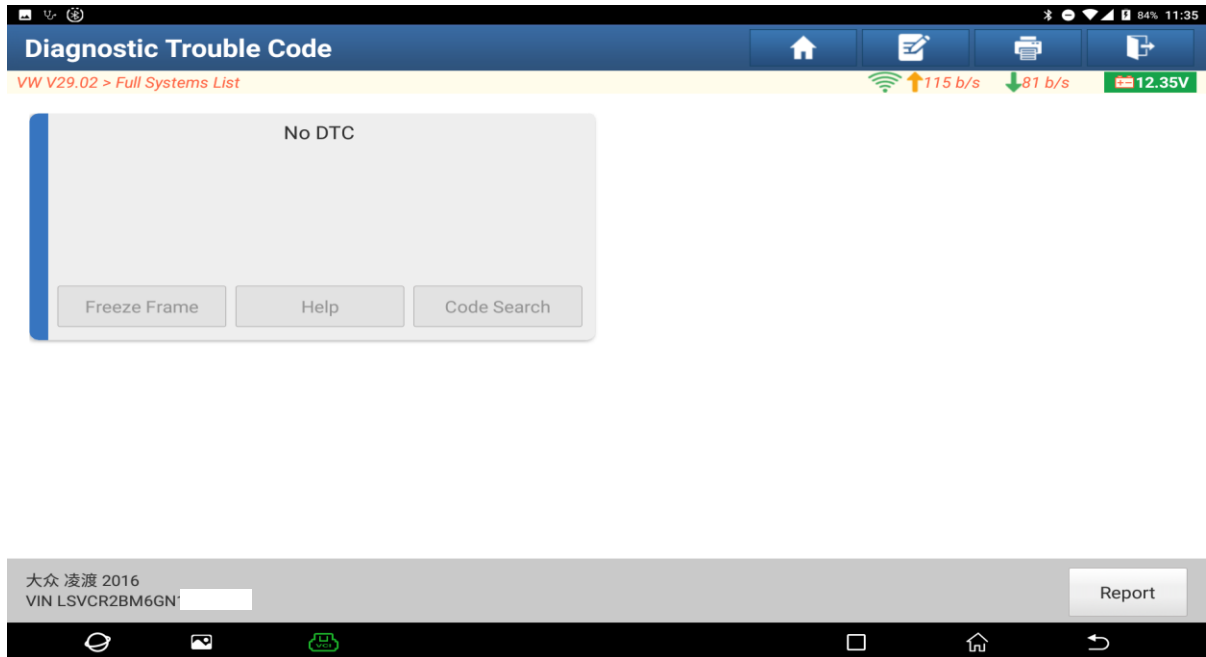 84% 11:35
Diagnostic Trouble Code
VW V29.02 > Full Systems List
115 b/s
81 b/s
12.35V
No DTC
Freeze Frame
Help
Code Search
大众 凌渡 2016
VIN LSVCR2BM6GN
Report
VCI